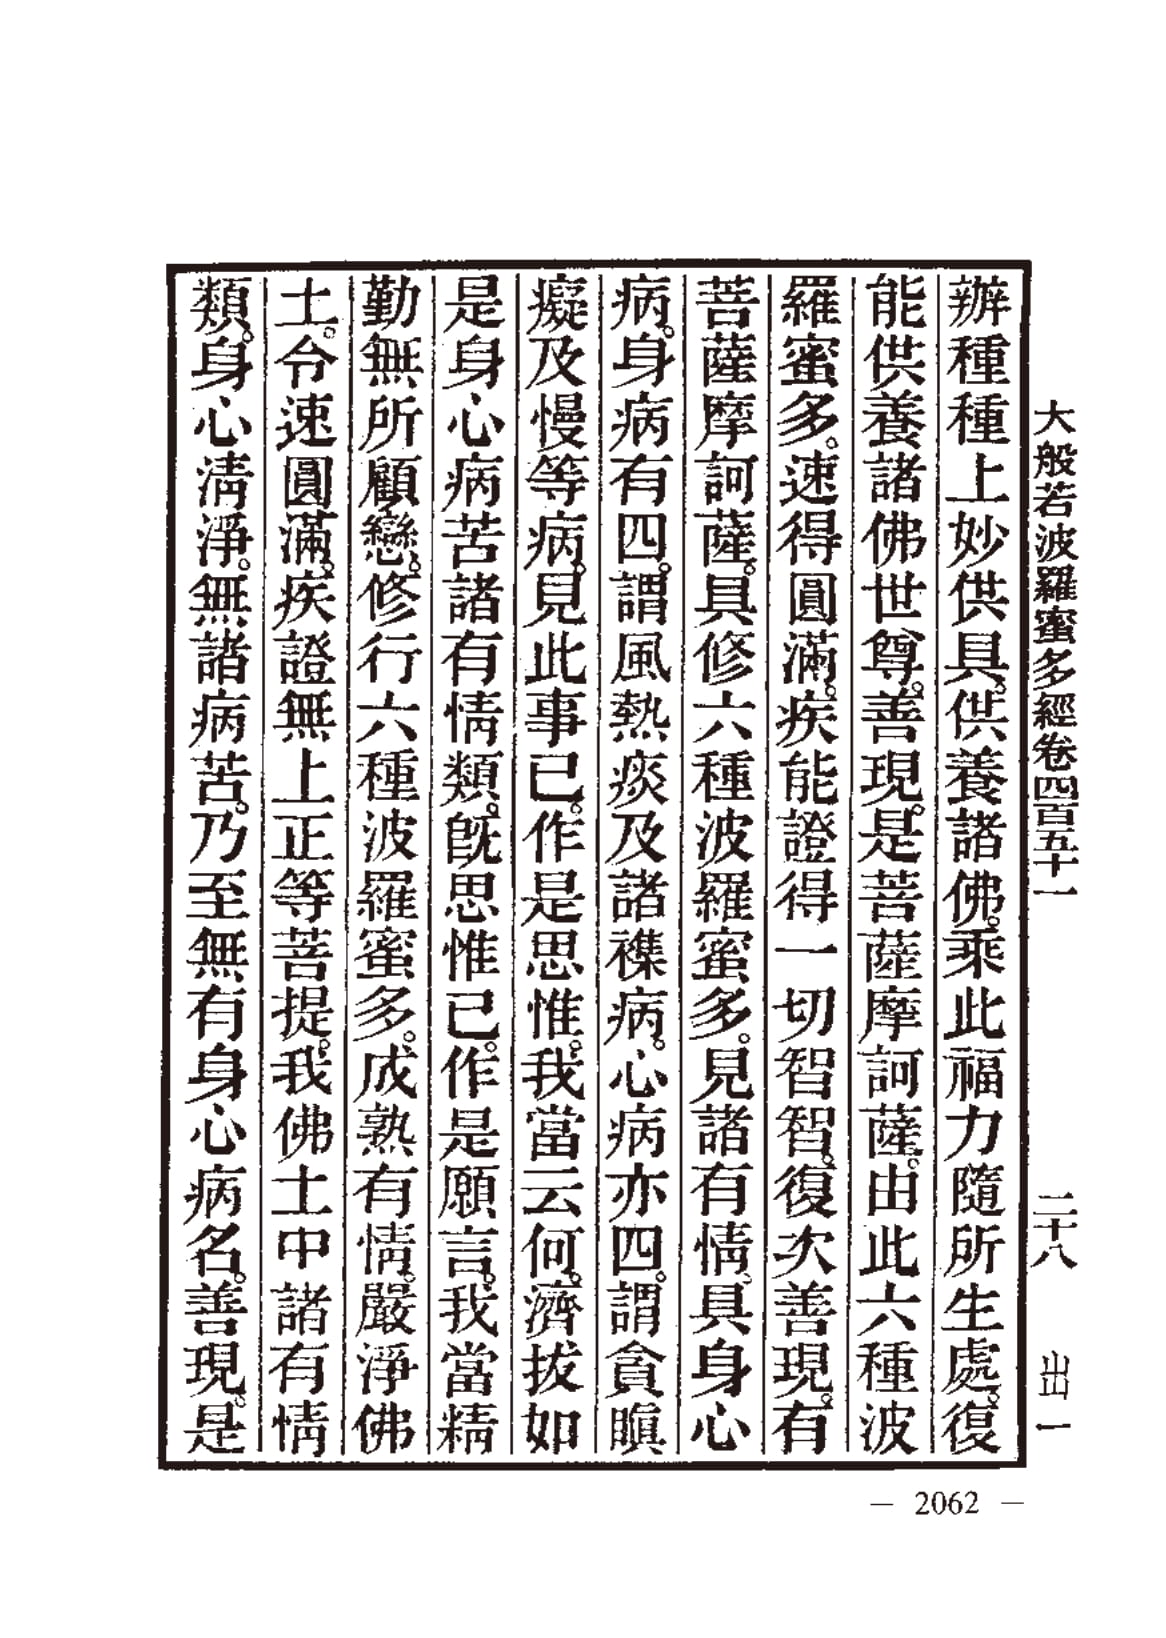 大般若波羅蜜多經卷四百五十一 二十八 出一
辦種種上妙供具。供養諸佛。乘此福力隨所生處。復
能供養諸佛世尊。善現。是菩薩摩訶薩。由此六種波
羅蜜多。速得圓滿。疾能證得一切智智。復次善現。有
菩薩摩訶薩。具修六種波羅蜜多。見諸有情。具身心
病。身病有四。謂風熱痰及諸襍病。心病亦四。謂貪瞋
癡及慢等病。見此事已。作是思惟。我當云何。濟拔如
是身心病苦諸有情類。旣思惟已。作是願言。我當精
勤無所顧戀。修行六種波羅蜜多。成熟有情。嚴淨佛
土。令速圓滿。疾證無上正等菩提。我佛土中諸有情
類。身心清淨。無諸病苦。乃至無有身心病名。善現。是
— 2062 —